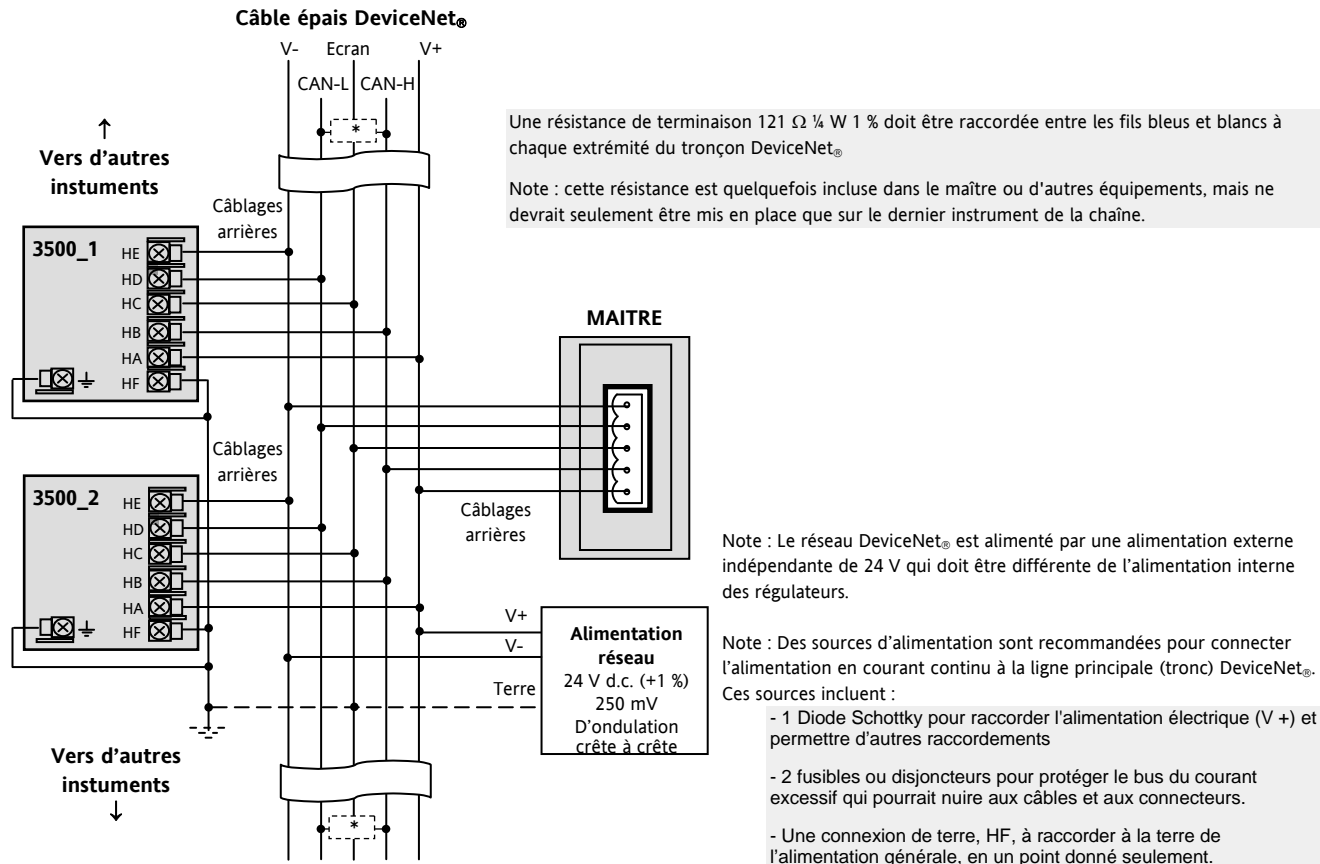 Câble épais DeviceNet®
V- Ecran V+
CAN-L CAN-H
*
↑
Vers d'autres
instuments
Câblages
arrières
3500_1
HE
HD
HC
HB
HA
HF
Une résistance de terminaison 121 Ω ¼ W 1 % doit être raccordée entre les fils bleus et blancs à
chaque extrémité du tronçon DeviceNet®
Note : cette résistance est quelquefois incluse dans le maître ou d'autres équipements, mais ne
devrait seulement être mis en place que sur le dernier instrument de la chaîne.
MAITRE
Câblages
arrières
Câblages
arrières
3500_2
HE
HD
HC
HB
HA
HF
V+
V-
Terre
Alimentation
réseau
24 V d.c. (+1 %)
250 mV
D'ondulation
crête à crête
Vers d'autres
instuments
↓
*
Note : Le réseau DeviceNet® est alimenté par une alimentation externe
indépendante de 24 V qui doit être différente de l'alimentation interne
des régulateurs.
Note : Des sources d'alimentation sont recommandées pour connecter
l'alimentation en courant continu à la ligne principale (tronc) DeviceNet®.
Ces sources incluent :
- 1 Diode Schottky pour raccorder l'alimentation électrique (V +) et
permettre d'autres raccordements
- 2 fusibles ou disjoncteurs pour protéger le bus du courant
excessif qui pourrait nuire aux câbles et aux connecteurs.
- Une connexion de terre, HF, à raccorder à la terre de
l'alimentation générale, en un point donné seulement.